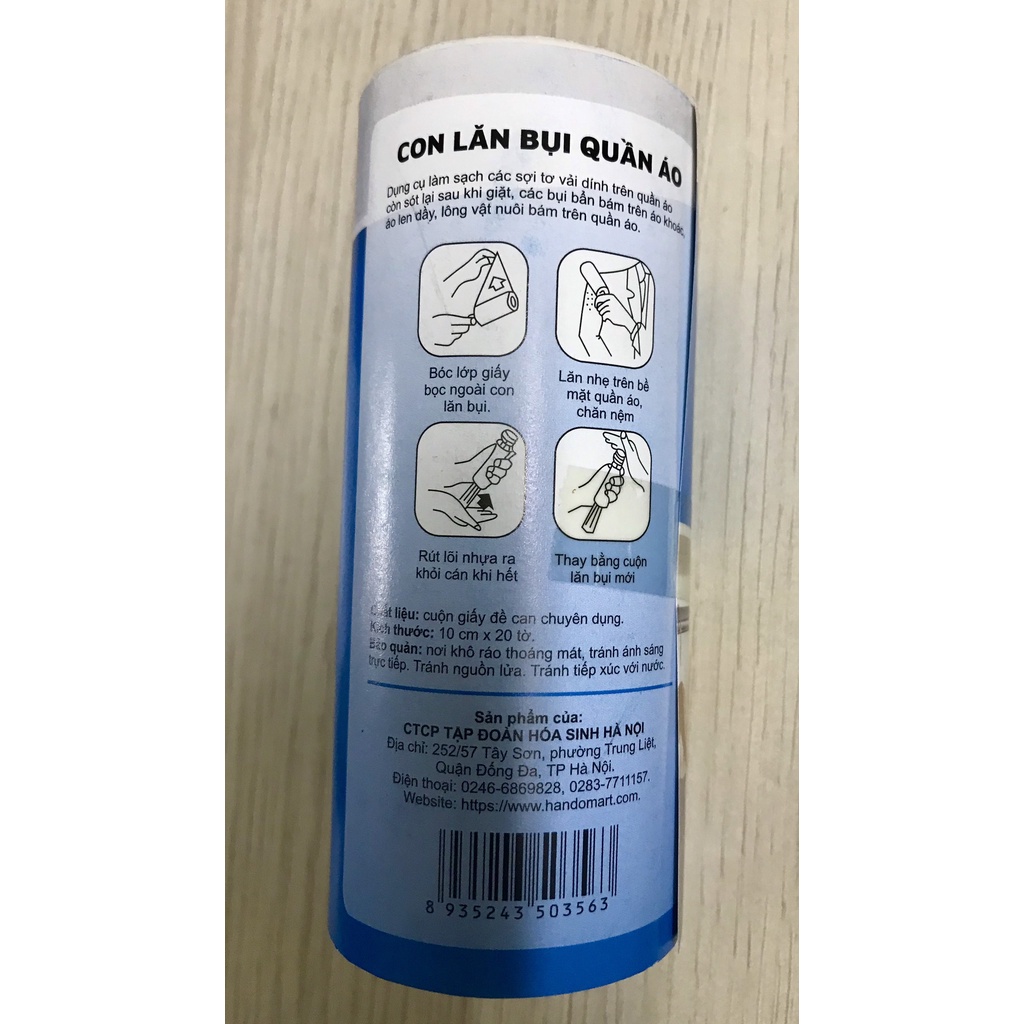 CON LĂN BỤI QUẦN ÁO
Dụng cụ làm sạch các sợi tơ vải dính trên quần áo
còn sót lại sau khi giặt, các bụi bẩn bám trên áo khoác,
áo len dầy, lông vật nuôi bám trên quần áo.
Bóc lớp giấy
bọc ngoài con
lăn bụi.
Lăn nhẹ trên bề
mặt quần áo,
chăn nệm
Rút lõi nhựa ra
khỏi cán khi hết
Thay bằng cuộn
lăn bụi mới
Chất liệu: cuộn giấy đề can chuyên dụng.
Kích thước: 10 cm x 20 tờ.
Bảo quản: nơi khô ráo thoáng mát, tránh ánh sáng
trực tiếp. Tránh nguồn lửa. Tránh tiếp xúc với nước.
Sản phẩm của:
CTCP TẬP ĐOÀN HÓA SINH HÀ NỘI
Địa chỉ: 252/57 Tây Sơn, phường Trung Liệt,
Quận Đống Đa, TP Hà Nội.
Điện thoại: 0246-6869828, 0283-7711157.
Website: https://www.handomart.com.
8 935243 503563